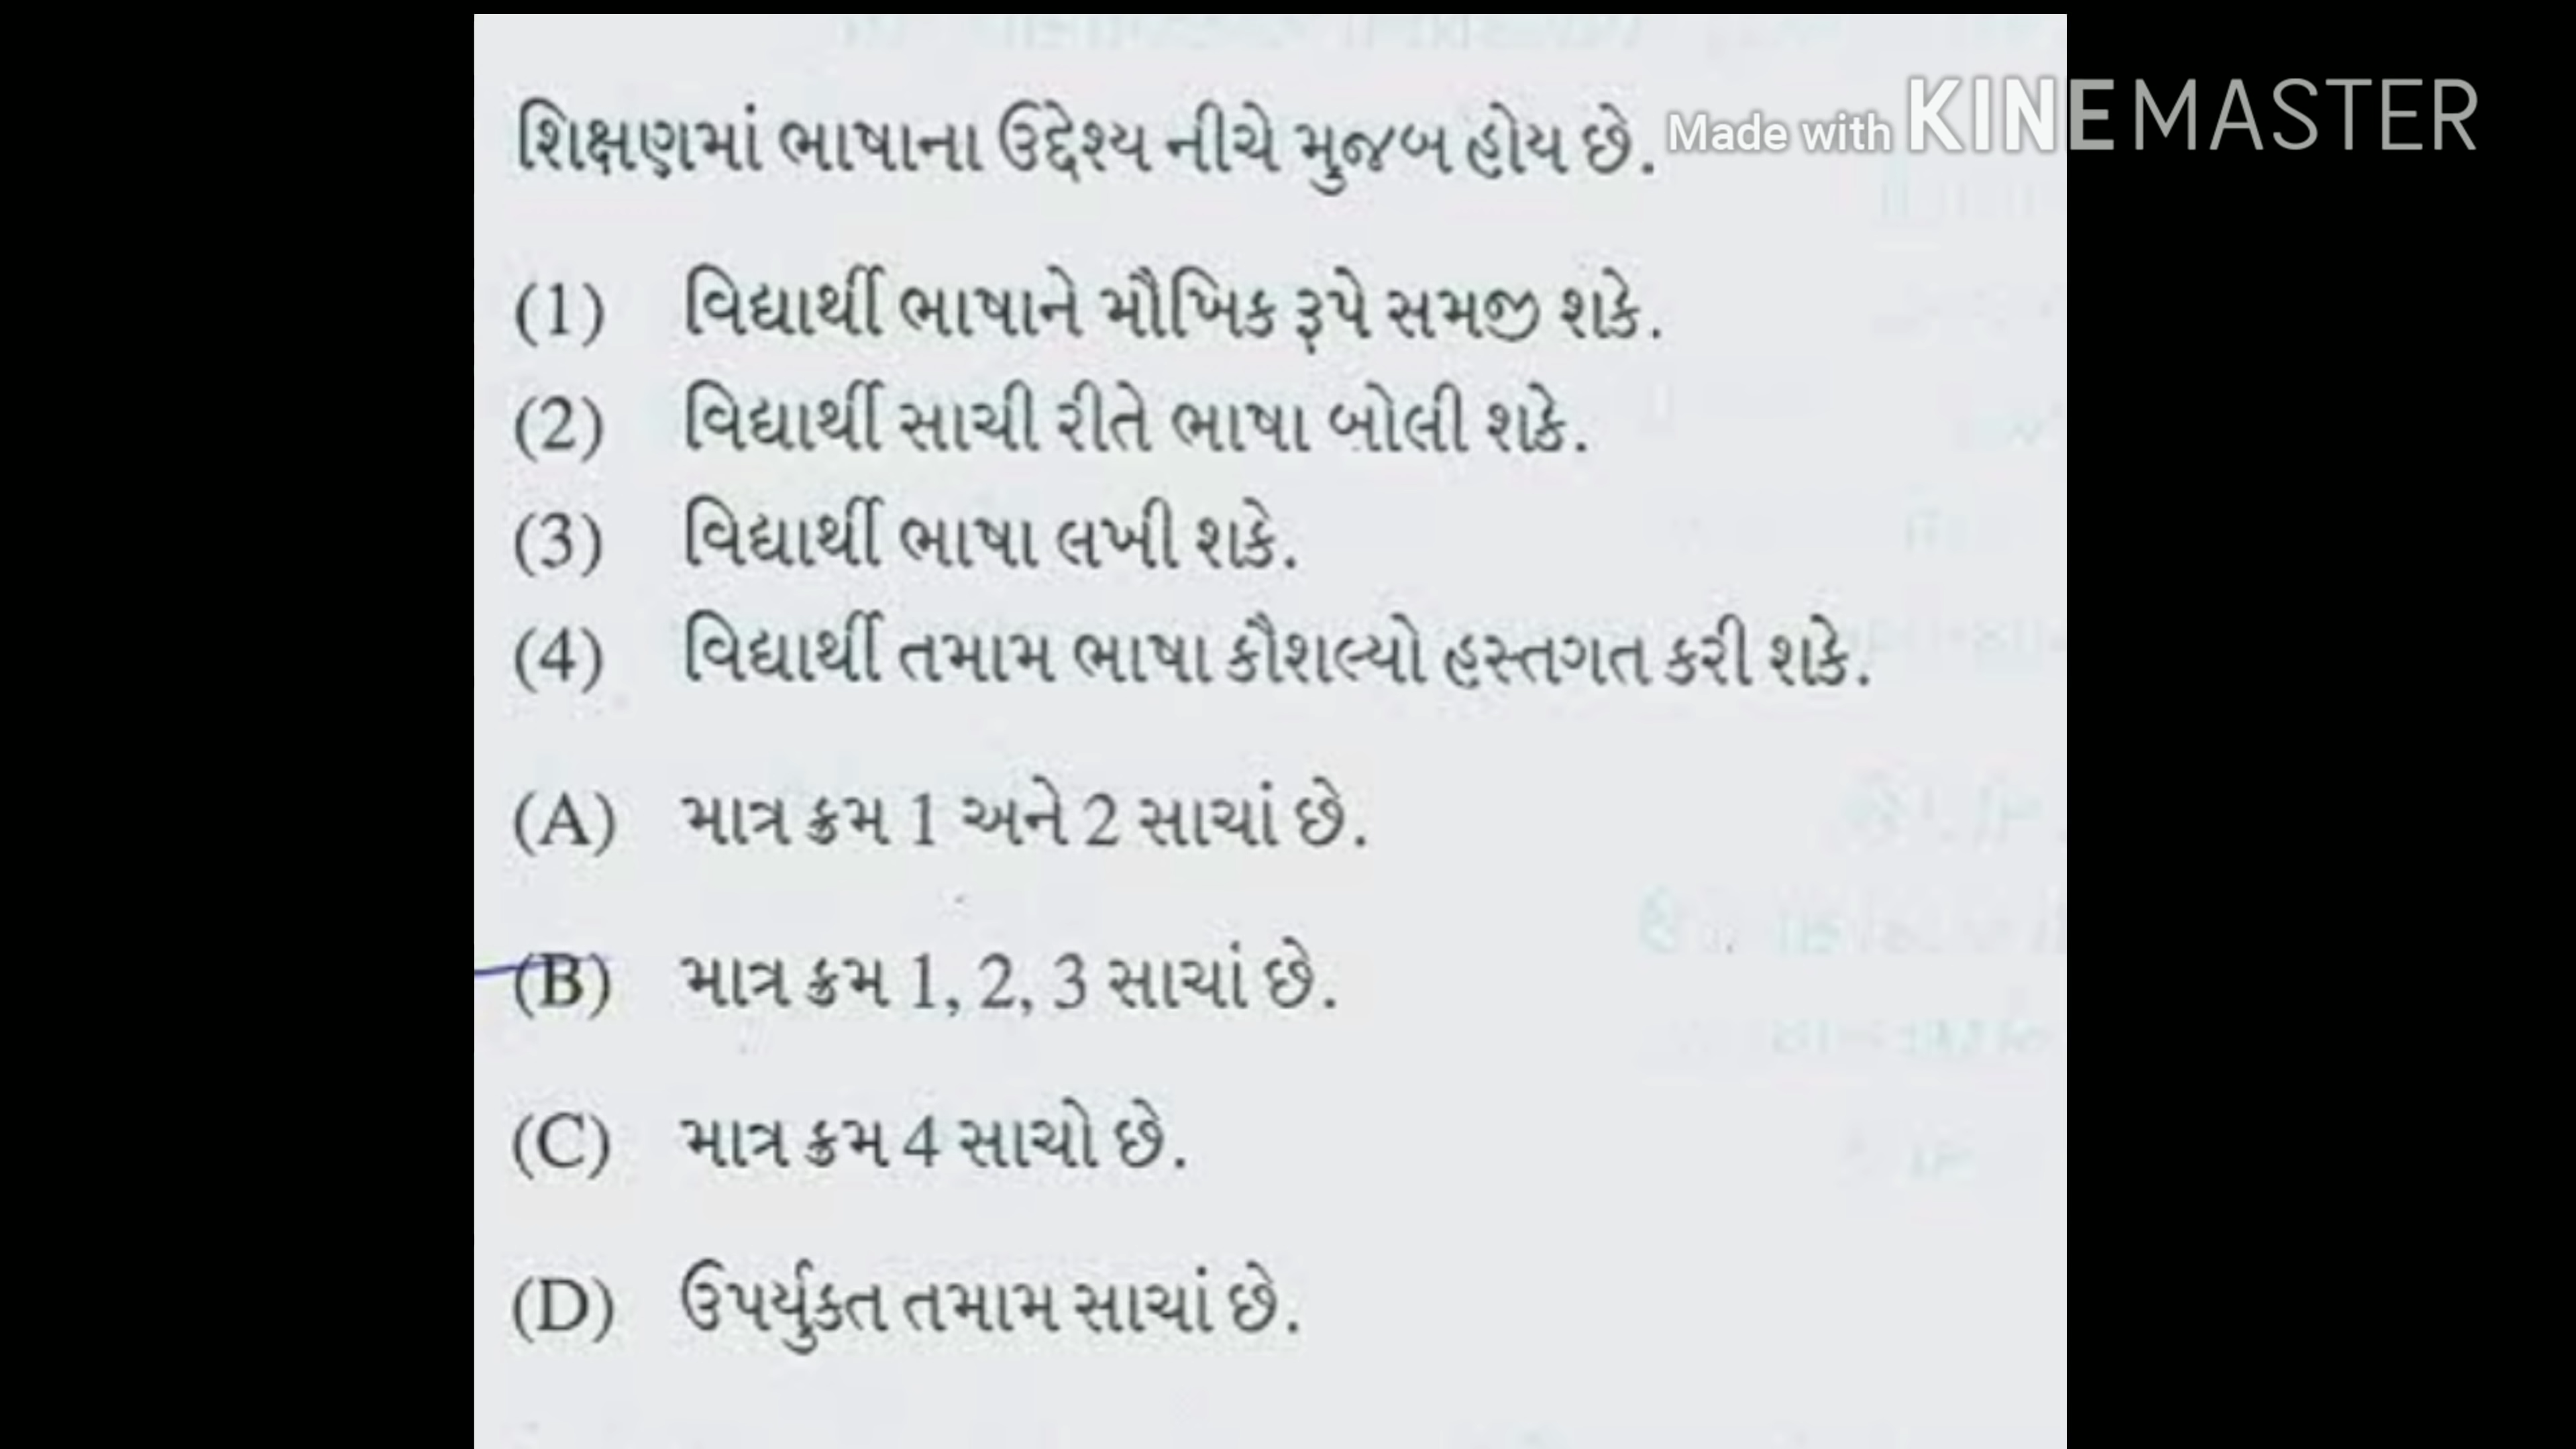 શિક્ષણમાં ભાષાના ઉદ્દેશ્ય નીચે મુજબ હોય છે. Made with KINEMASTER
(1) વિદ્યાર્થી ભાષાને મૌખિક રૂપે સમજી શકે.
(2) વિદ્યાર્થી સાચી રીતે ભાષા બોલી શકે.
(3) વિદ્યાર્થી ભાષા લખી શકે.
(4) વિદ્યાર્થી તમામ ભાષા કૌશલ્યો હસ્તગત કરી શકે.
(A) માત્ર ક્રમ 1 અને 2 સાચાં છે.
(B) માત્ર ક્રમ 1, 2, 3 સાચાં છે.
(C) માત્ર ક્રમ 4 સાચો છે.
(D) ઉપર્યુક્ત તમામ સાચાં છે.